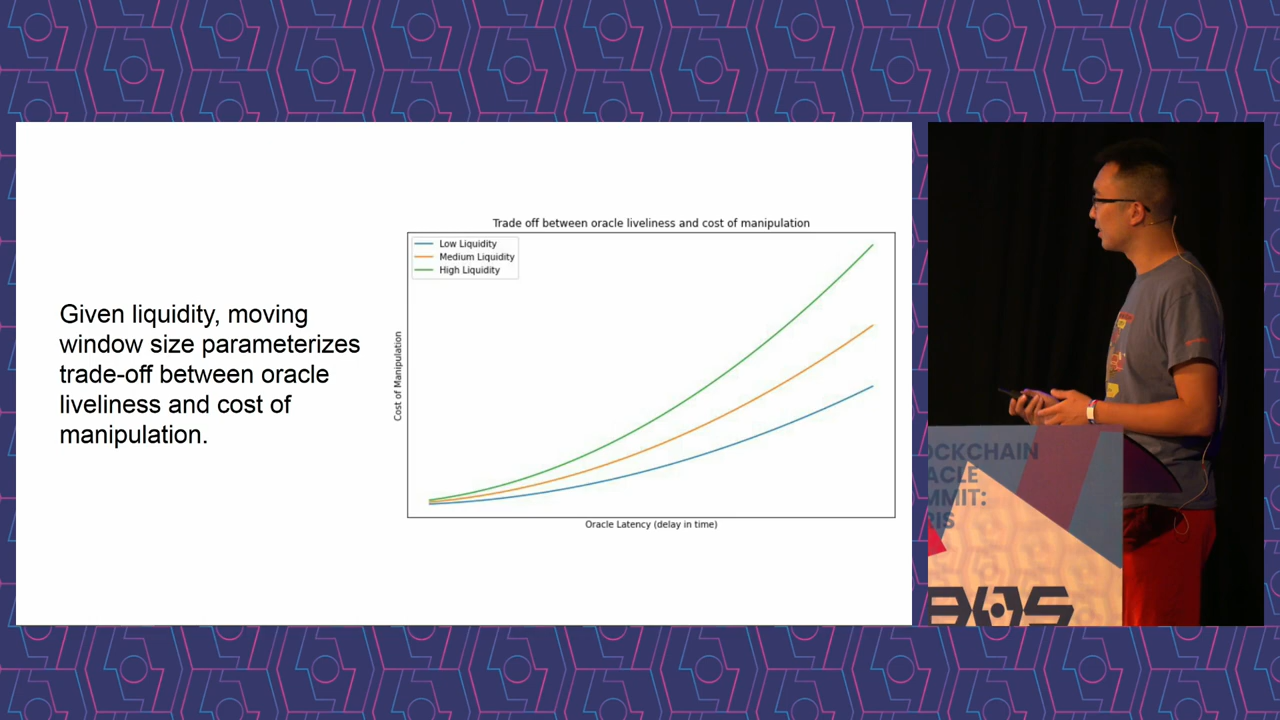 Given liquidity, moving
window size parameterizes
trade-off between oracle
liveliness and cost of
manipulation.
Trade off between oracle liveliness and cost of manipulation
Low Liquidity
Medium Liquidity
High Liquidity
Cost of Manipulation
Oracle Latency (delay in time)
OCKCHAIN
ACLE
MMIT:
RIS